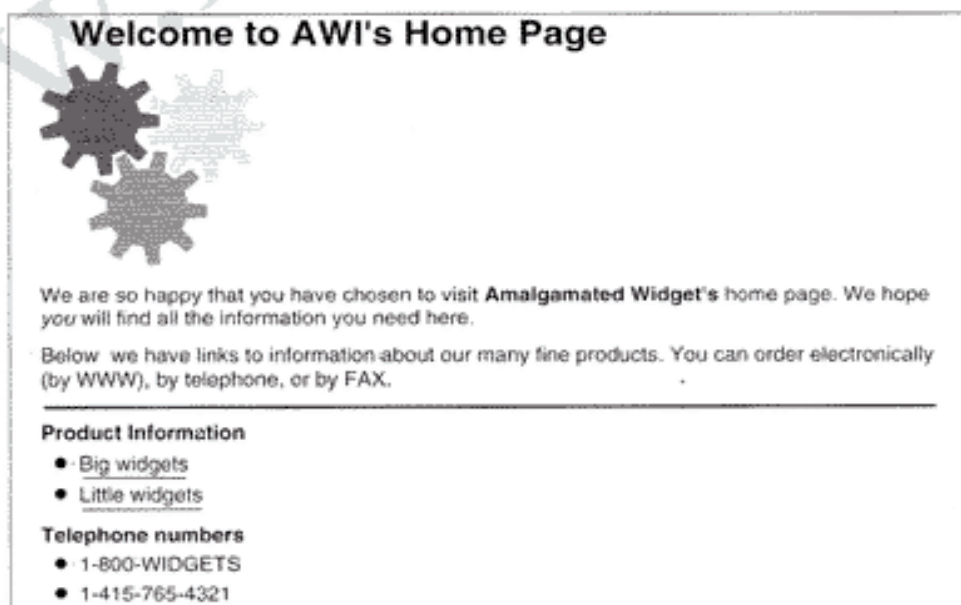 Welcome to AWI's Home Page
We are so happy that you have chosen to visit Amalgamated Widget's home page. We hope
you will find all the information you need here.
Below we have links to information about our many fine products. You can order electronically
(by WWW), by telephone, or by FAX.
Product Information
• Big widgets
• Little widgets
Telephone numbers
• 1-800-WIDGETS
• 1-415-765-4321